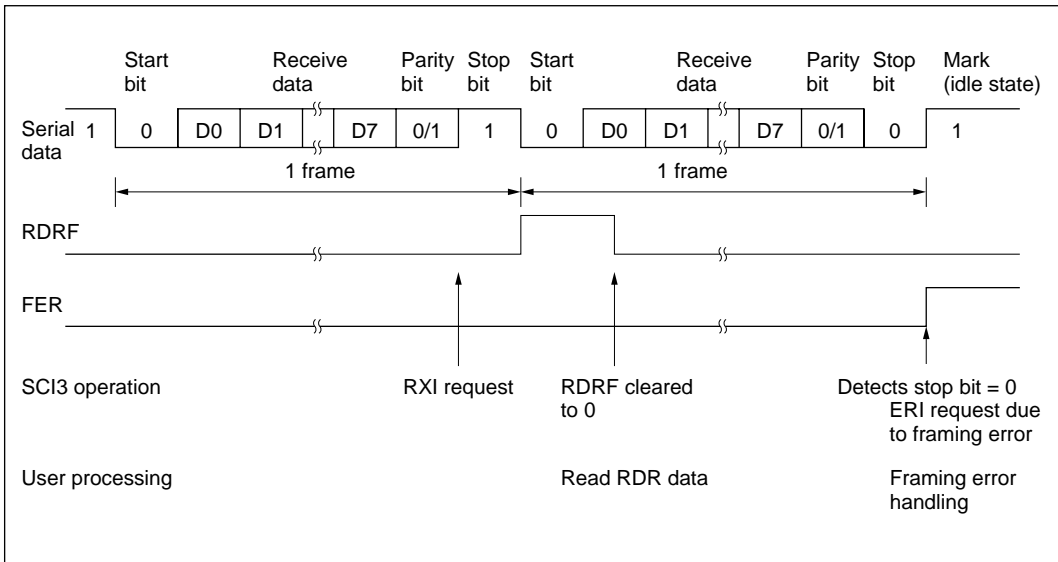 Start bit Receive data Parity bit Stop bit Start bit Receive data Parity bit Stop bit Mark (idle state)
Serial data 1 0 D0 D1 D7 0/1 1 0 D0 D1 D7 0/1 0 1
1 frame 1 frame
RDRF
FER
SCI3 operation RXI request RDRF cleared to 0 Detects stop bit = 0 ERI request due to framing error
User processing Read RDR data Framing error handling